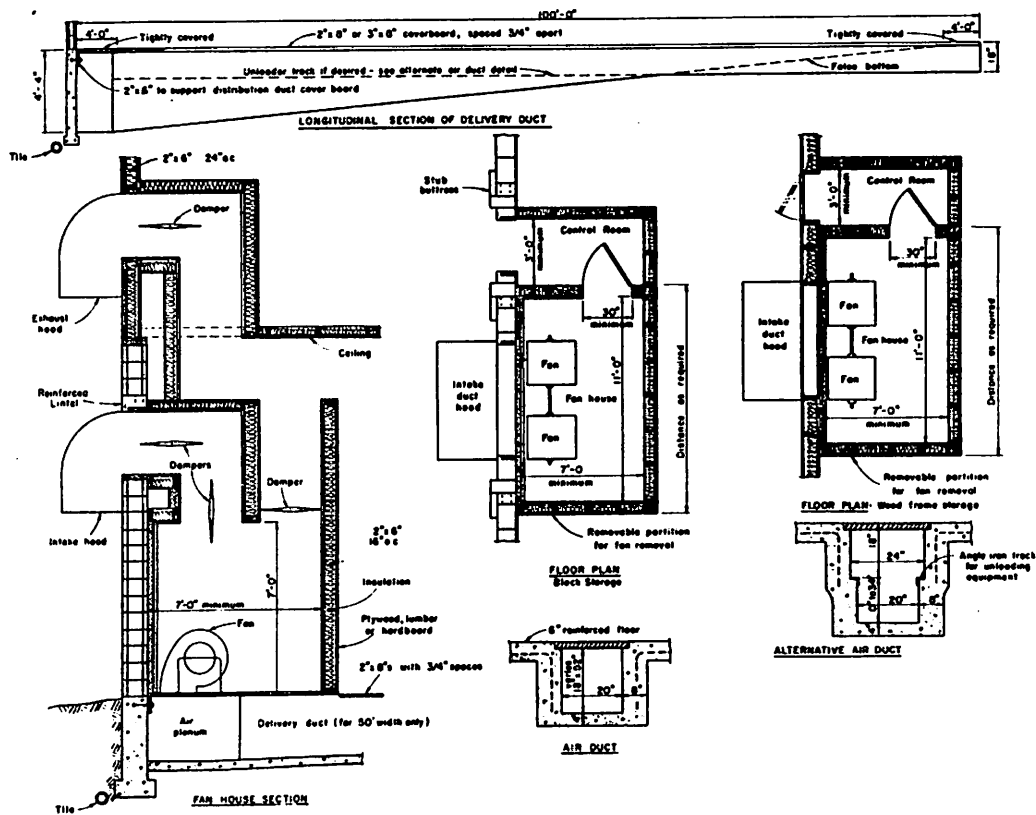 100'-0"
4'-0"
Tightly covered
2"x 8" or 3"x 8" coverboard, spaced 3/4" apart
Tightly covered
4'-0"
4'-4"
Unloader track if desired - see alternate air duct detail
False bottom
18"
2"x 6" to support distribution duct cover board
LONGITUDINAL SECTION OF DELIVERY DUCT
Tile
2"x 6" 24" oc
Damper
Exhaust
hood
Ceiling
Reinforced
Lintel
Dampers
Damper
Intake hood
2"x 6"
16" oc
Insulation
7'-0"
7'-0" minimum
Fan
Plywood, lumber
or hardboard
2"x 8's with 3/4" spaces
Air
plenum
Delivery duct (for 50' width only)
Tile
FAN HOUSE SECTION
Stub
buttress
Control Room
3'-0"
minimum
30"
minimum
Fan
Intake
duct
hood
Fan house
11'-0"
Fan
Distance as required
7'-0
minimum
Removable partition
for fan removal
FLOOR PLAN
Block Storage
Control Room
3'-0"
minimum
30"
minimum
Fan
Intake
duct
hood
Fan house
11'-0"
Fan
Distance as required
7'-0"
minimum
Removable partition
for fan removal
FLOOR PLAN - Wood frame storage
6" reinforced floor
varies
20"
8"
AIR DUCT
18"
24"
Angle iron track
for unloading
equipment
20"
8"
ALTERNATIVE AIR DUCT